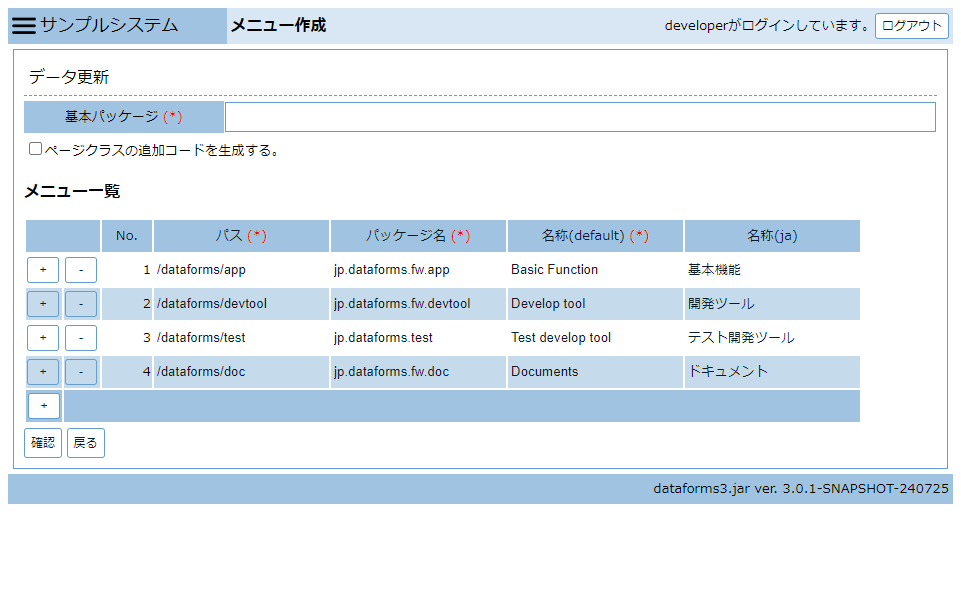 サンプルシステム メニュー作成 developerがログインしています。 ログアウト
データ更新
基本パッケージ (*)
ページクラスの追加コードを生成する。
メニュー一覧
No. パス (*) パッケージ名 (*) 名称(default) (*) 名称(ja)
+ - 1 /dataforms/app jp.dataforms.fw.app Basic Function 基本機能
+ - 2 /dataforms/devtool jp.dataforms.fw.devtool Develop tool 開発ツール
+ - 3 /dataforms/test jp.dataforms.test Test develop tool テスト開発ツール
+ - 4 /dataforms/doc jp.dataforms.fw.doc Documents ドキュメント
+
確認 戻る
dataforms3.jar ver. 3.0.1-SNAPSHOT-240725